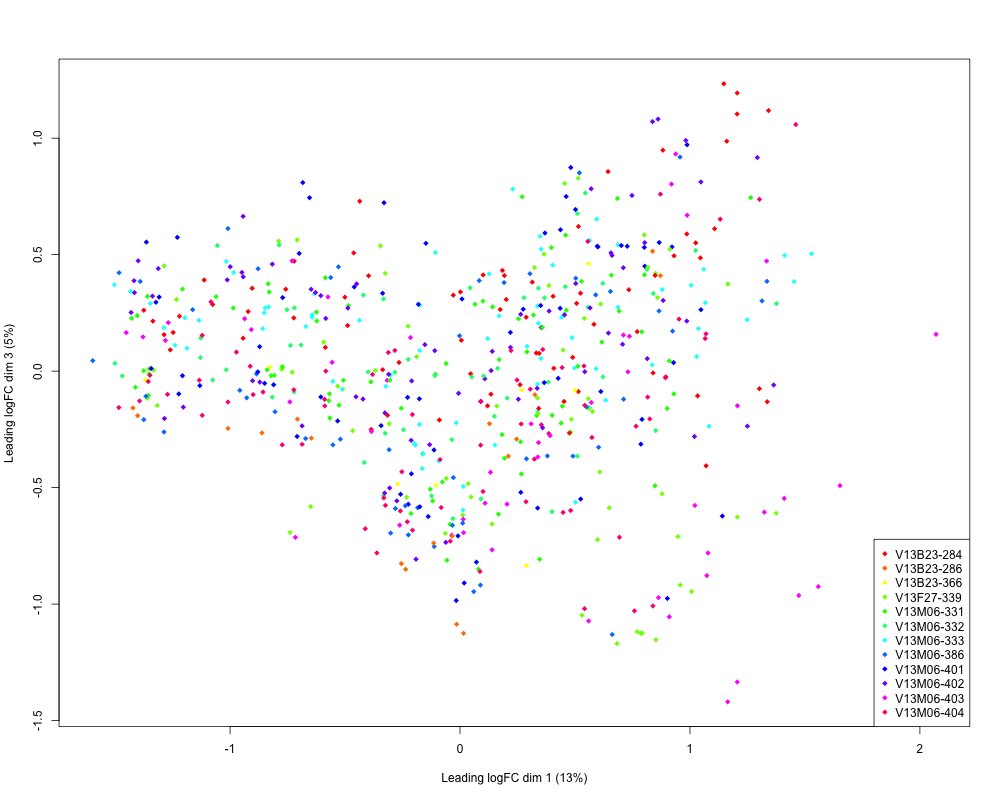 1.0
0.5
0.0
-0.5
-1.0
-1.5
Leading logFC dim 3 (5%)
V13B23-284
V13B23-286
V13B23-366
V13F27-339
V13M06-331
V13M06-332
V13M06-333
V13M06-386
V13M06-401
V13M06-402
V13M06-403
V13M06-404
-1
0
1
2
Leading logFC dim 1 (13%)